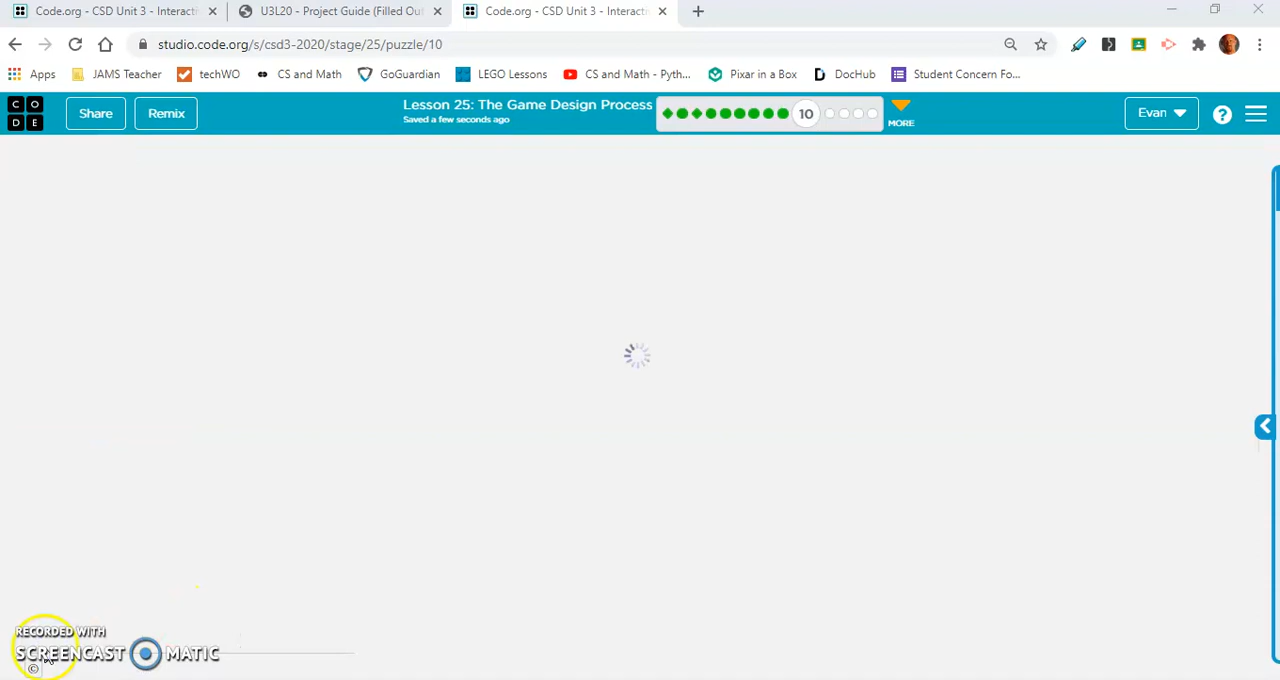 Code.org - CSD Unit 3 - Interacti
U3L20 - Project Guide (Filled Ou
Code.org - CSD Unit 3 - Interacti
studio.code.org/s/csd3-2020/stage/25/puzzle/10
Apps
JAMS Teacher
techWO
CS and Math
GoGuardian
LEGO Lessons
CS and Math - Pyth...
Pixar in a Box
DocHub
Student Concern Fo...
C O
D E
Share
Remix
Lesson 25: The Game Design Process
Saved a few seconds ago
10
MORE
Evan
?
RECORDED WITH
SCREENCAST MATIC
©